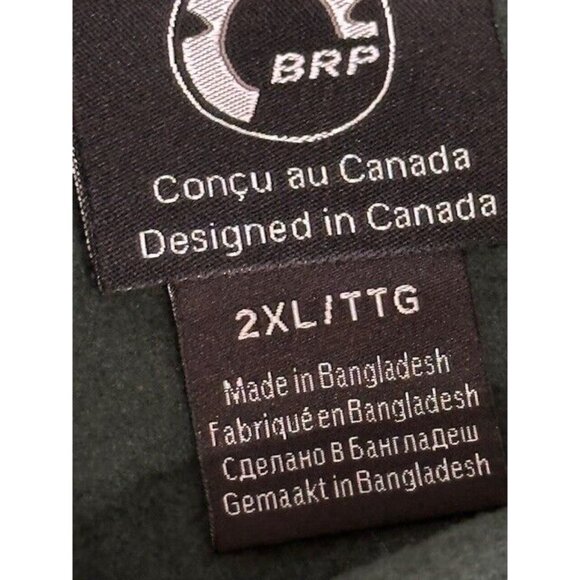 BRP
Conçu au Canada
Designed in Canada
2XL/TTG
Made in Bangladesh
Fabriqué en Bangladesh
Сделано в Бангладеш
Gemaakt in Bangladesh